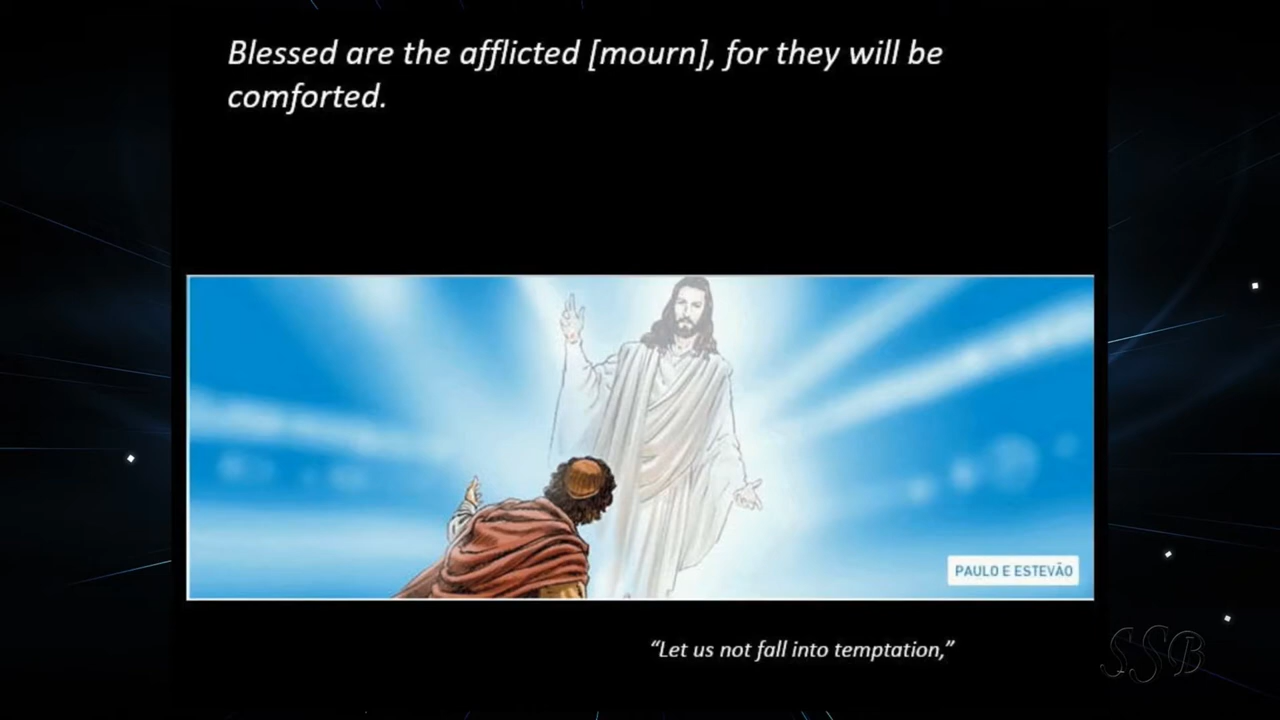 Blessed are the afflicted [mourn], for they will be
comforted.
PAULO E ESTEVÃO
“Let us not fall into temptation,”
SSB